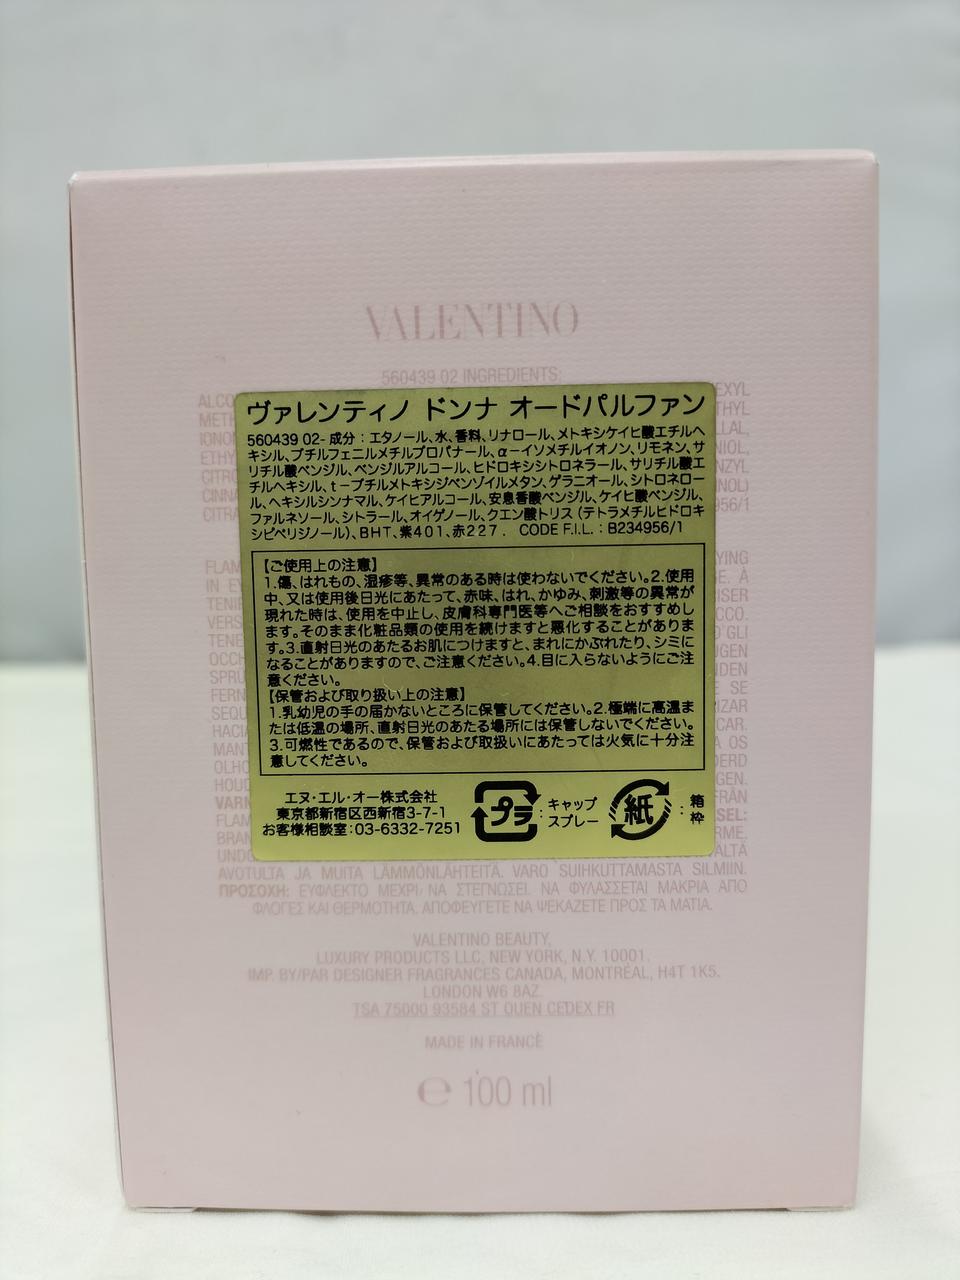 VALENTINO
560439 02 INGREDIENTS:
ヴァレンティノ ドンナ オードパルファン
560439 02- 成分：エタノール、水、香料、リナロール、メトキシケイヒ酸エチルヘ
キシル、ブチルフェニルメチルプロパナール、α－イソメチルイオノン、リモネン、サ
リチル酸ベンジル、ベンジルアルコール、ヒドロキシシトロネラール、サリチル酸エ
チルヘキシル、t－ブチルメトキシジベンゾイルメタン、ゲラニオール、シトロネロー
ル、ヘキシルシンナマル、ケイヒアルコール、安息香酸ベンジル、ケイヒ酸ベンジル、
ファルネソール、シトラール、オイゲノール、クエン酸トリス（テトラメチルヒドロキ
シピペリジノール）、BHT、紫401、赤227． CODE F.I.L.：B234956/1
【ご使用上の注意】
1.傷、はれもの、湿疹等、異常のある時は使わないでください。2.使用
中、又は使用後日光にあたって、赤味、はれ、かゆみ、刺激等の異常が
現れた時は、使用を中止し、皮膚科専門医等へご相談をおすすめし
ます。そのまま化粧品類の使用を続けますと悪化することがありま
す。3.直射日光のあたるお肌につけますと、まれにかぶれたり、シミに
なることがありますので、ご注意ください。4.目に入らないようにご注
意ください。
【保管および取り扱い上の注意】
1.乳幼児の手の届かないところに保管してください。2.極端に高温ま
たは低温の場所、直射日光のあたる場所には保管しないでください。
3.可燃性であるので、保管および取扱いにあたっては火気に十分注
意してください。
エヌ・エル・オー株式会社
東京都新宿区西新宿3-7-1
お客様相談室：03-6332-7251
プラ
：キャップ
スプレー
紙
：箱
枠
AVOTULTA JA MUITA LÄMMÖNLÄHTEITÄ. VARO SUIHKUTTAMASTA SILMIIN.
ΠΡΟΣΟΧΗ: ΕΥΦΛΕΚΤΟ ΜΕΧΡΙ ΝΑ ΣΤΕΓΝΩΣΕΙ. ΝΑ ΦΥΛΑΣΣΕΤΑΙ ΜΑΚΡΙΑ ΑΠΟ
ΦΛΟΓΕΣ ΚΑΙ ΘΕΡΜΟΤΗΤΑ. ΑΠΟΦΕΥΓΕΤΕ ΝΑ ΨΕΚΑΖΕΤΕ ΠΡΟΣ ΤΑ ΜΑΤΙΑ.
VALENTINO BEAUTY,
LUXURY PRODUCTS LLC, NEW YORK, N.Y. 10001.
IMP. BY/PAR DESIGNER FRAGRANCES CANADA, MONTRÉAL, H4T 1K5.
LONDON W6 8AZ
TSA 75000 93584 ST OUEN CEDEX FR
MADE IN FRANCE
℮ 100 ml